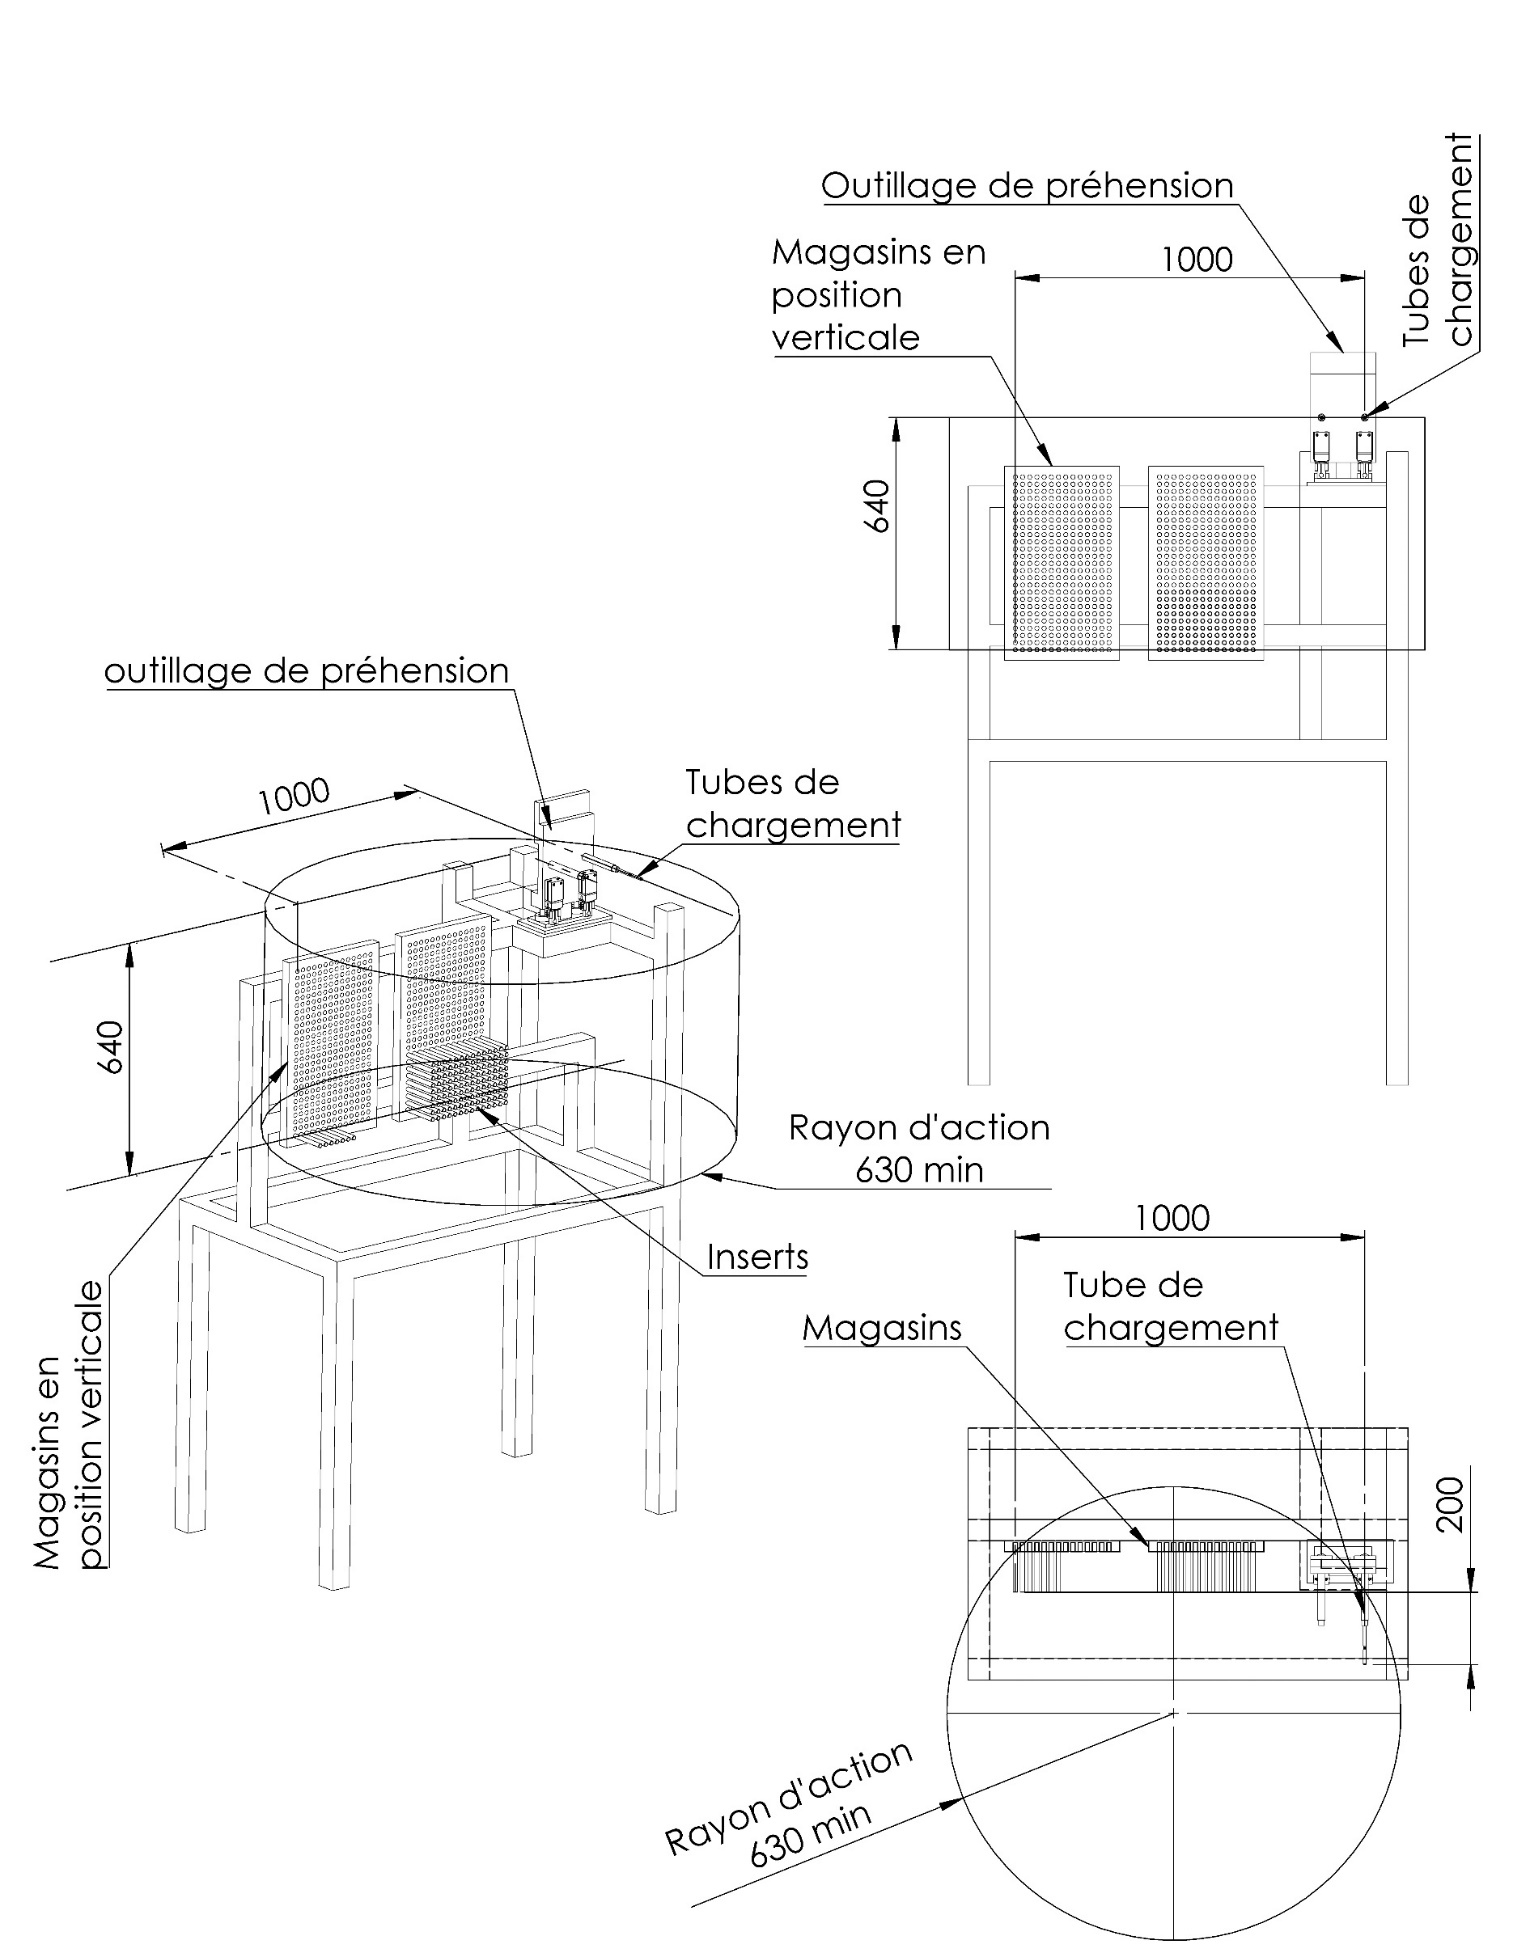 Outillage de préhension
Tubes de
chargement
Magasins en
position
verticale
1000
640
outillage de préhension
1000
Tubes de
chargement
640
Rayon d'action
630 min
Inserts
Magasins en
position verticale
1000
Tube de
chargement
Magasins
200
Rayon d'action
630 min